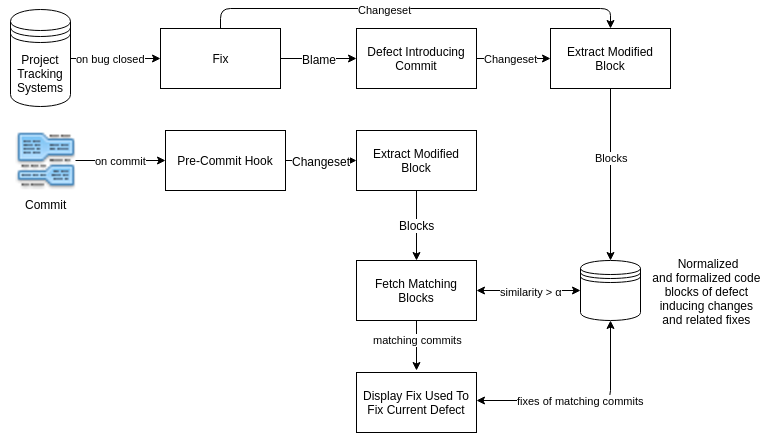 Changeset
Project
Tracking
Systems
on bug closed
Fix
Blame
Defect Introducing
Commit
Changeset
Extract Modified
Block
on commit
Commit
Pre-Commit Hook
Changeset
Extract Modified
Block
Blocks
Blocks
Fetch Matching
Blocks
similarity > α
Normalized
and formalized code
blocks of defect
inducing changes
and related fixes
matching commits
Display Fix Used To
Fix Current Defect
fixes of matching commits